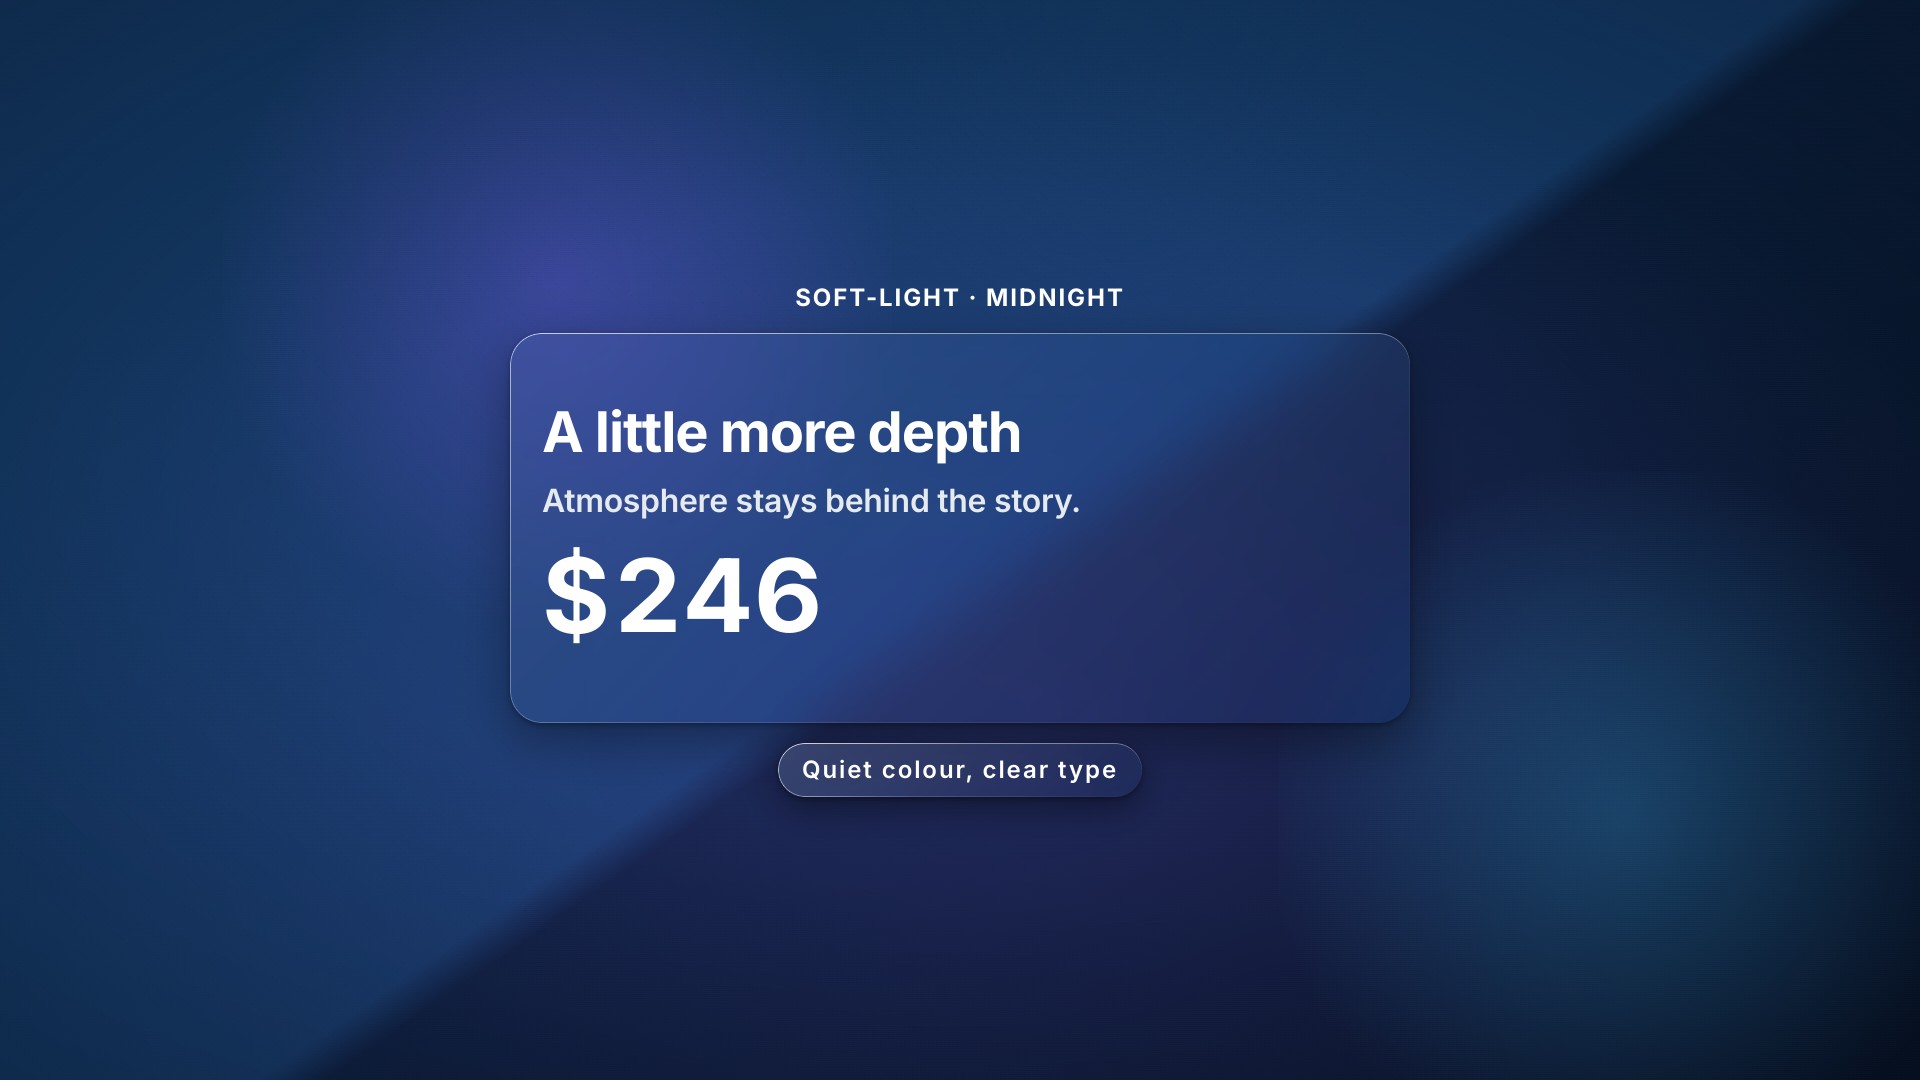 SOFT-LIGHT · MIDNIGHT
A little more depth
Atmosphere stays behind the story.
$246
Quiet colour, clear type